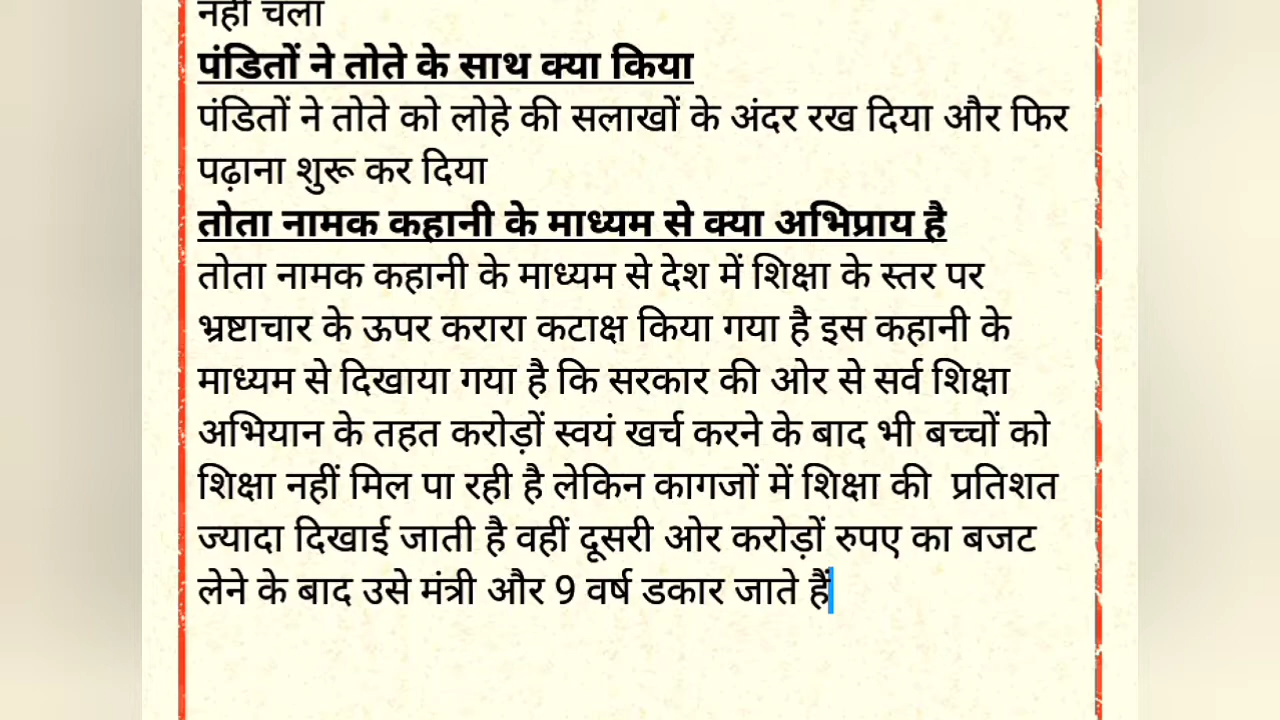 नहीं चला
पंडितों ने तोते के साथ क्या किया
पंडितों ने तोते को लोहे की सलाखों के अंदर रख दिया और फिर
पढ़ाना शुरू कर दिया
तोता नामक कहानी के माध्यम से क्या अभिप्राय है
तोता नामक कहानी के माध्यम से देश में शिक्षा के स्तर पर
भ्रष्टाचार के ऊपर करारा कटाक्ष किया गया है इस कहानी के
माध्यम से दिखाया गया है कि सरकार की ओर से सर्व शिक्षा
अभियान के तहत करोड़ों स्वयं खर्च करने के बाद भी बच्चों को
शिक्षा नहीं मिल पा रही है लेकिन कागजों में शिक्षा की प्रतिशत
ज्यादा दिखाई जाती है वहीं दूसरी ओर करोड़ों रुपए का बजट
लेने के बाद उसे मंत्री और 9 वर्ष डकार जाते हैं